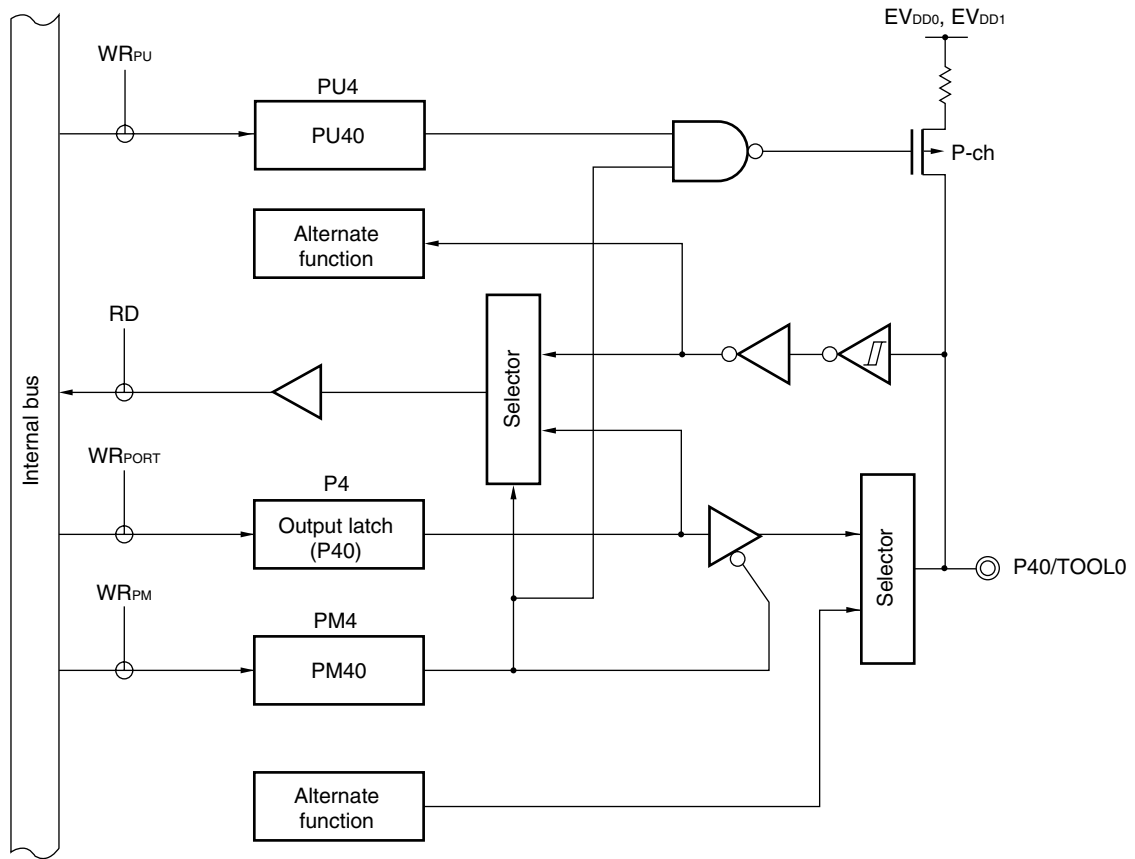 EVDD0, EVDD1
WRPU
PU4
PU40
P-ch
Alternate
function
RD
Selector
Internal bus
WRPORT
P4
Output latch
(P40)
Selector
P40/TOOL0
WRPM
PM4
PM40
Alternate
function